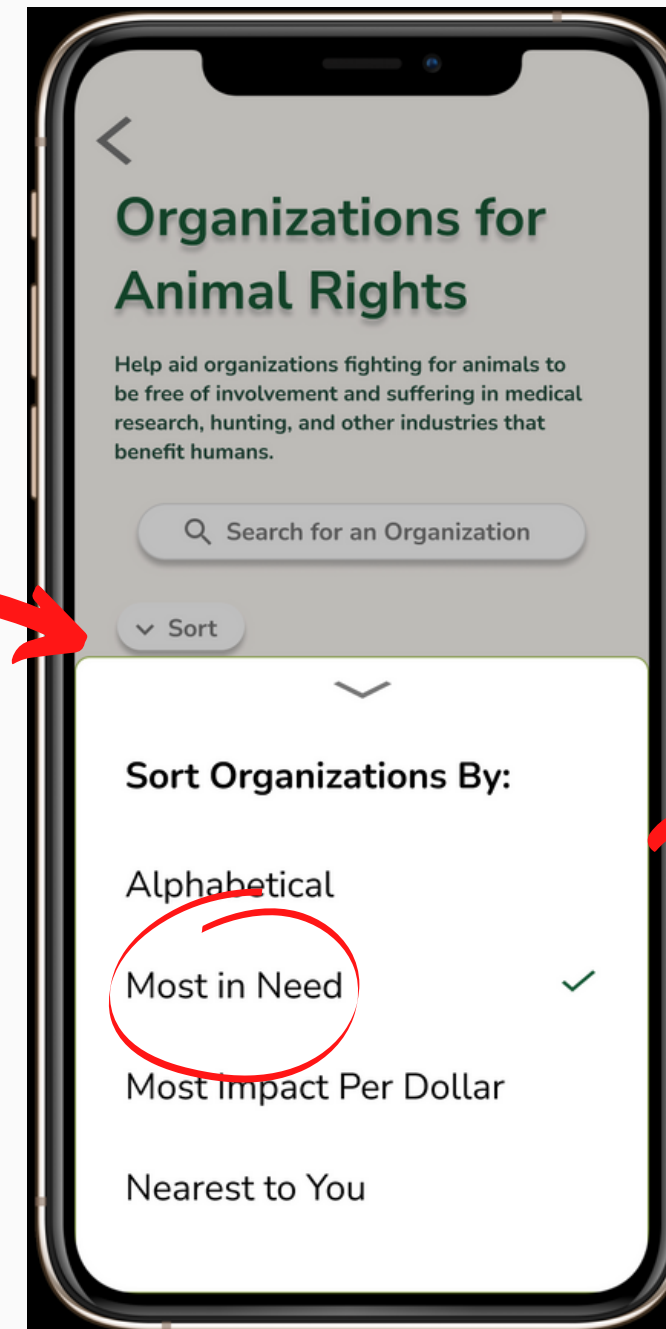 Organizations for
Animal Rights
Help aid organizations fighting for animals to
be free of involvement and suffering in medical
research, hunting, and other industries that
benefit humans.
Search for an Organization
Sort
Sort Organizations By:
Alphabetical
Most in Need
Most Impact Per Dollar
Nearest to You